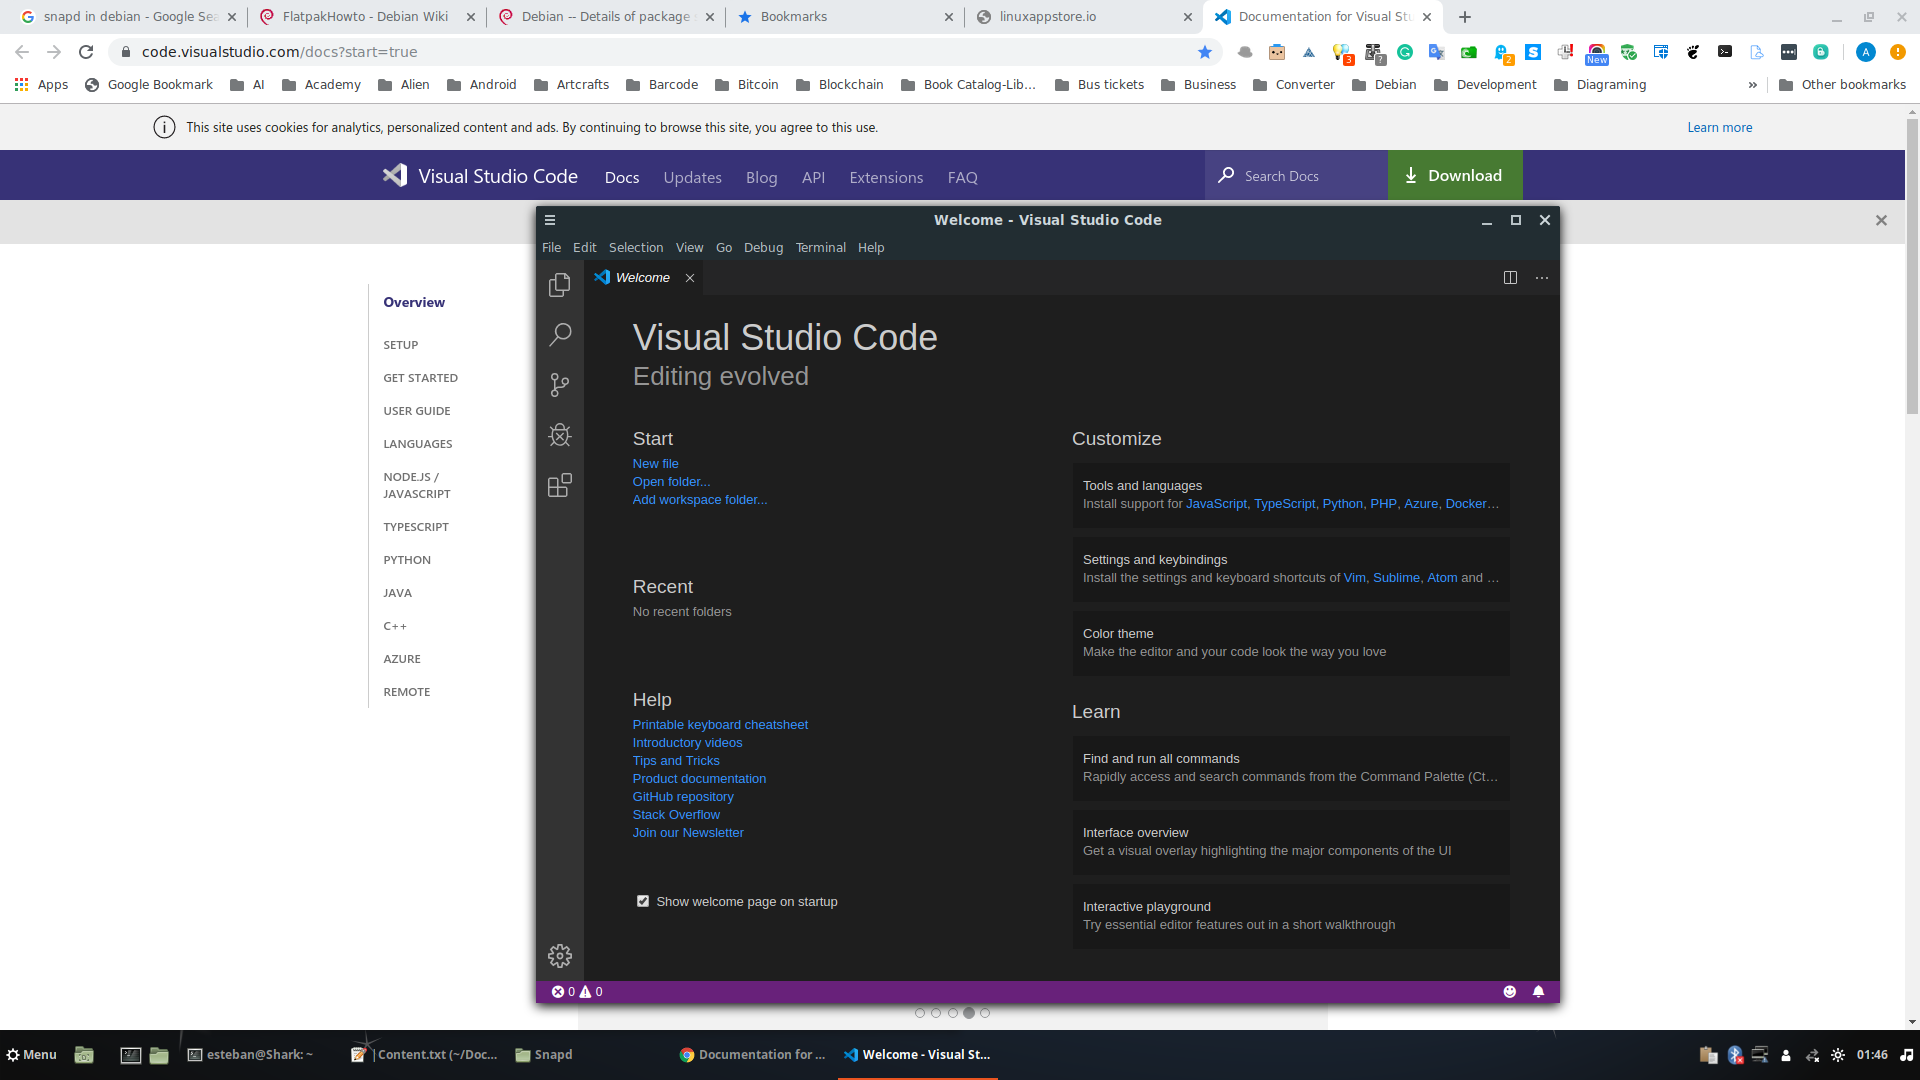 snapd in debian - Google Sea
FlatpakHowto - Debian Wiki
Debian -- Details of package
Bookmarks
linuxappstore.io
Documentation for Visual Stu
code.visualstudio.com/docs?start=true
3
?
2
New
A
Apps
Google Bookmark
AI
Academy
Alien
Android
Artcrafts
Barcode
Bitcoin
Blockchain
Book Catalog-Lib...
Bus tickets
Business
Converter
Debian
Development
Diagraming
»
Other bookmarks
This site uses cookies for analytics, personalized content and ads. By continuing to browse this site, you agree to this use.
Learn more
Visual Studio Code
Docs
Updates
Blog
API
Extensions
FAQ
Search Docs
Download
Overview
SETUP
GET STARTED
USER GUIDE
LANGUAGES
NODE.JS /
JAVASCRIPT
TYPESCRIPT
PYTHON
JAVA
C++
AZURE
REMOTE
Welcome - Visual Studio Code
File Edit Selection View Go Debug Terminal Help
Welcome
Visual Studio Code
Editing evolved
Start
New file
Open folder...
Add workspace folder...
Recent
No recent folders
Help
Printable keyboard cheatsheet
Introductory videos
Tips and Tricks
Product documentation
GitHub repository
Stack Overflow
Join our Newsletter
Show welcome page on startup
Customize
Tools and languages
Install support for JavaScript, TypeScript, Python, PHP, Azure, Docker...
Settings and keybindings
Install the settings and keyboard shortcuts of Vim, Sublime, Atom and ...
Color theme
Make the editor and your code look the way you love
Learn
Find and run all commands
Rapidly access and search commands from the Command Palette (Ct...
Interface overview
Get a visual overlay highlighting the major components of the UI
Interactive playground
Try essential editor features out in a short walkthrough
0 0
Menu
esteban@Shark: ~
Content.txt (~/Doc...
Snapd
Documentation for ...
Welcome - Visual St...
01:46